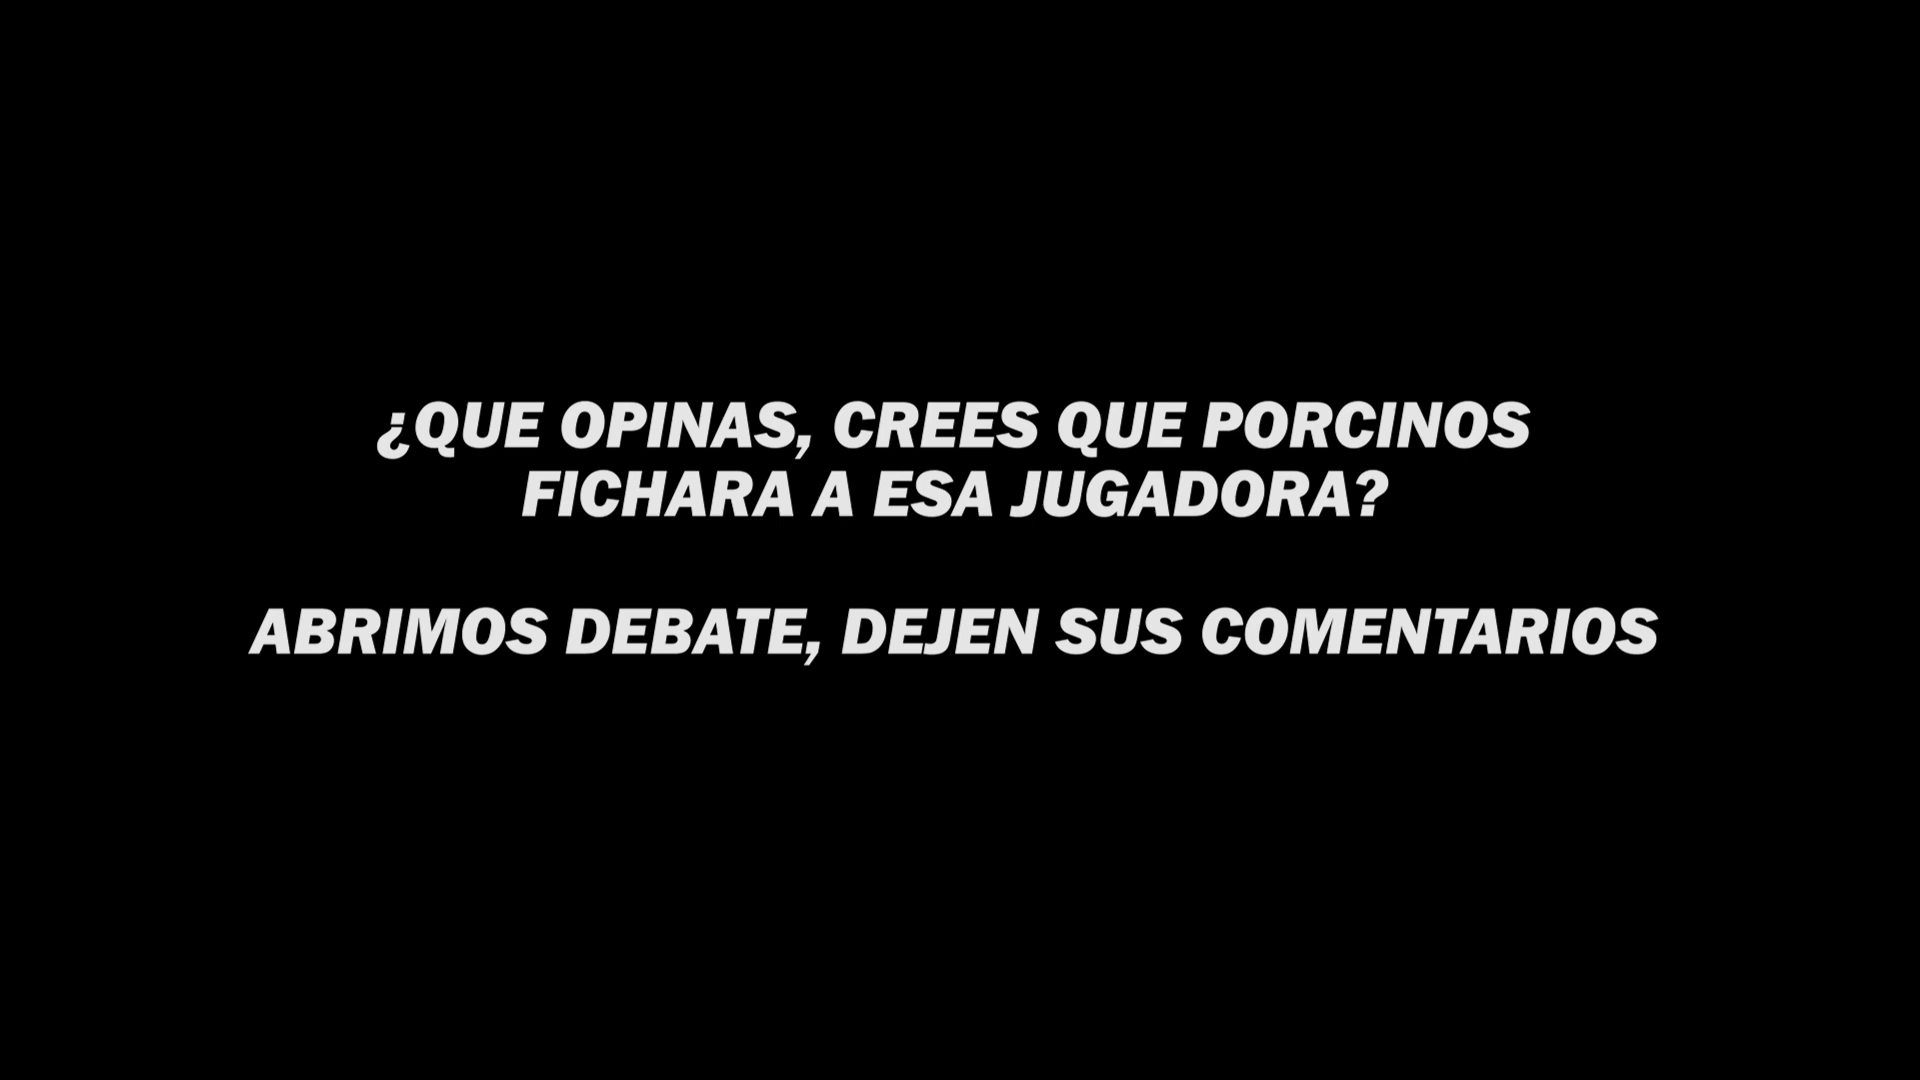 ¿QUE OPINAS, CREES QUE PORCINOS
FICHARA A ESA JUGADORA?
ABRIMOS DEBATE, DEJEN SUS COMENTARIOS